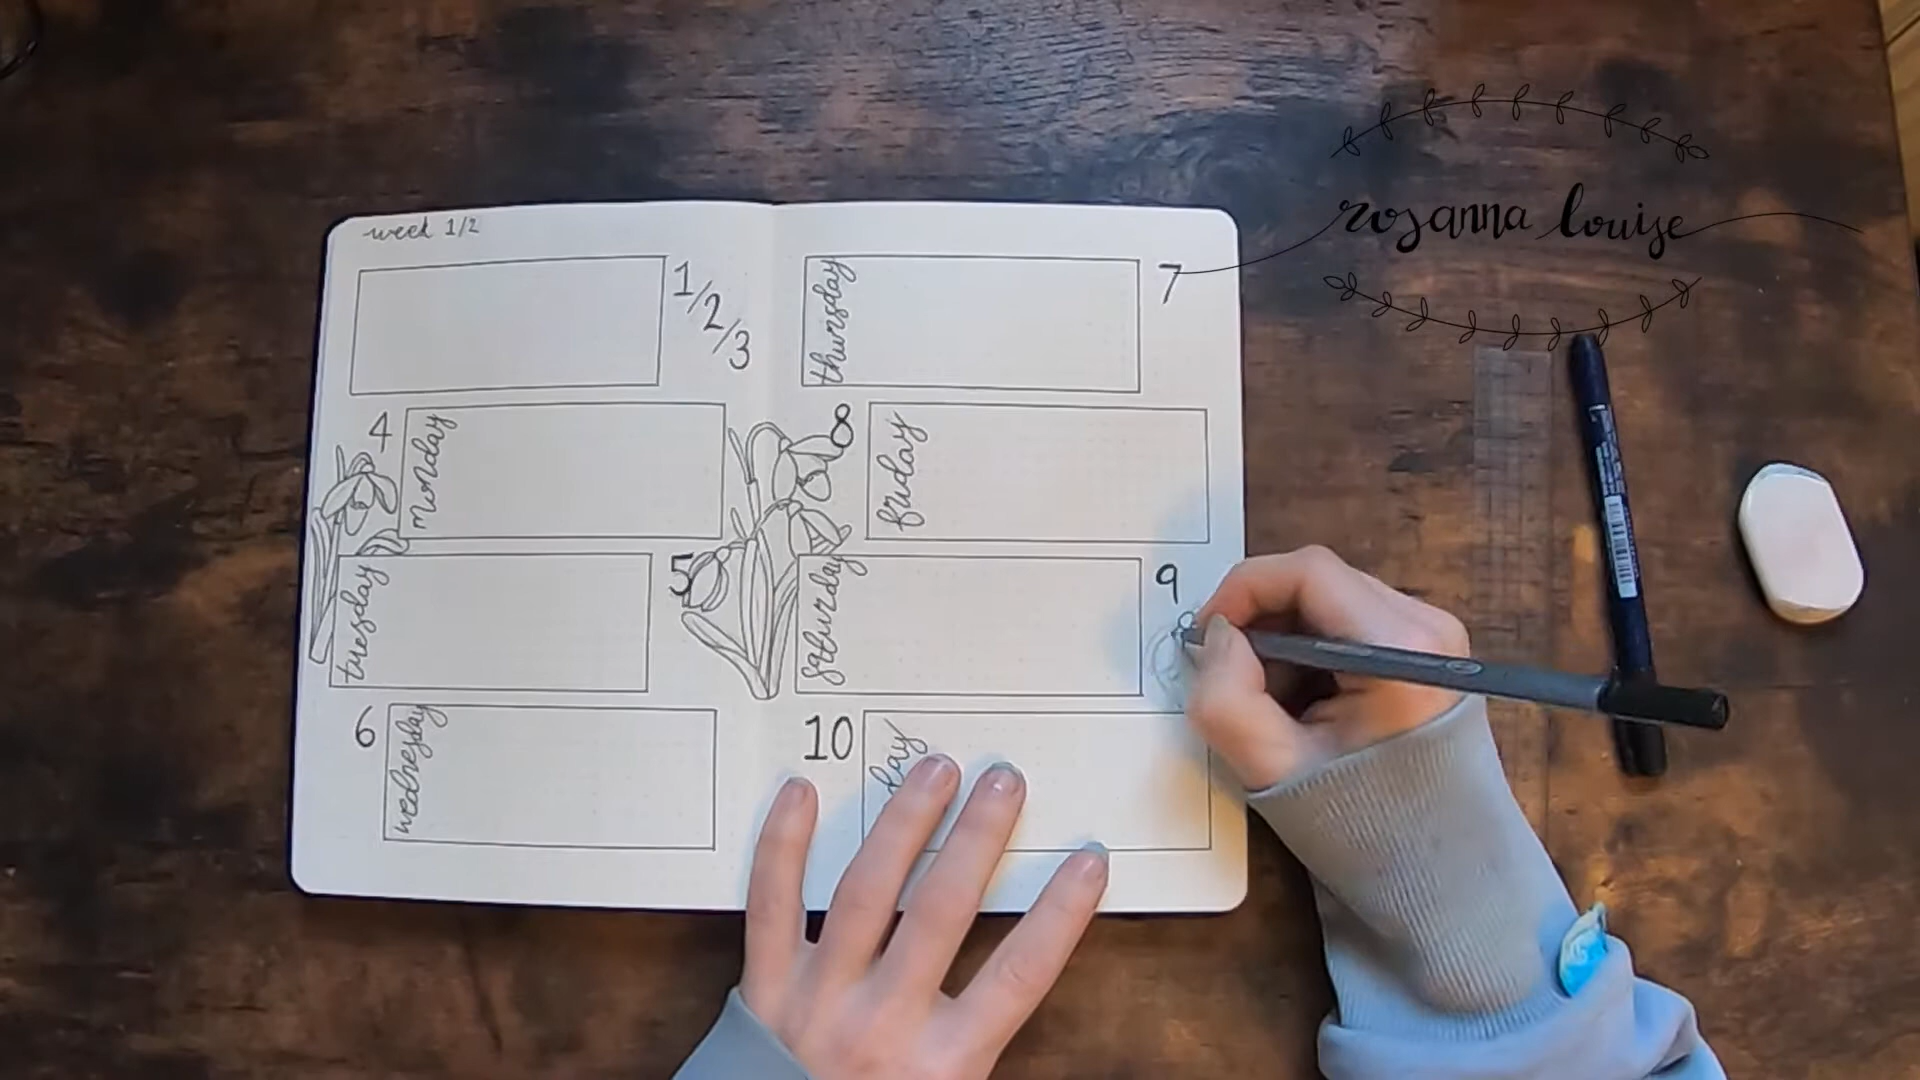 week 1/2
1/2/3
4
monday
tuesday
5
6
wednesday
thursday
7
8
friday
saturday
9
10
day
rosanna louise